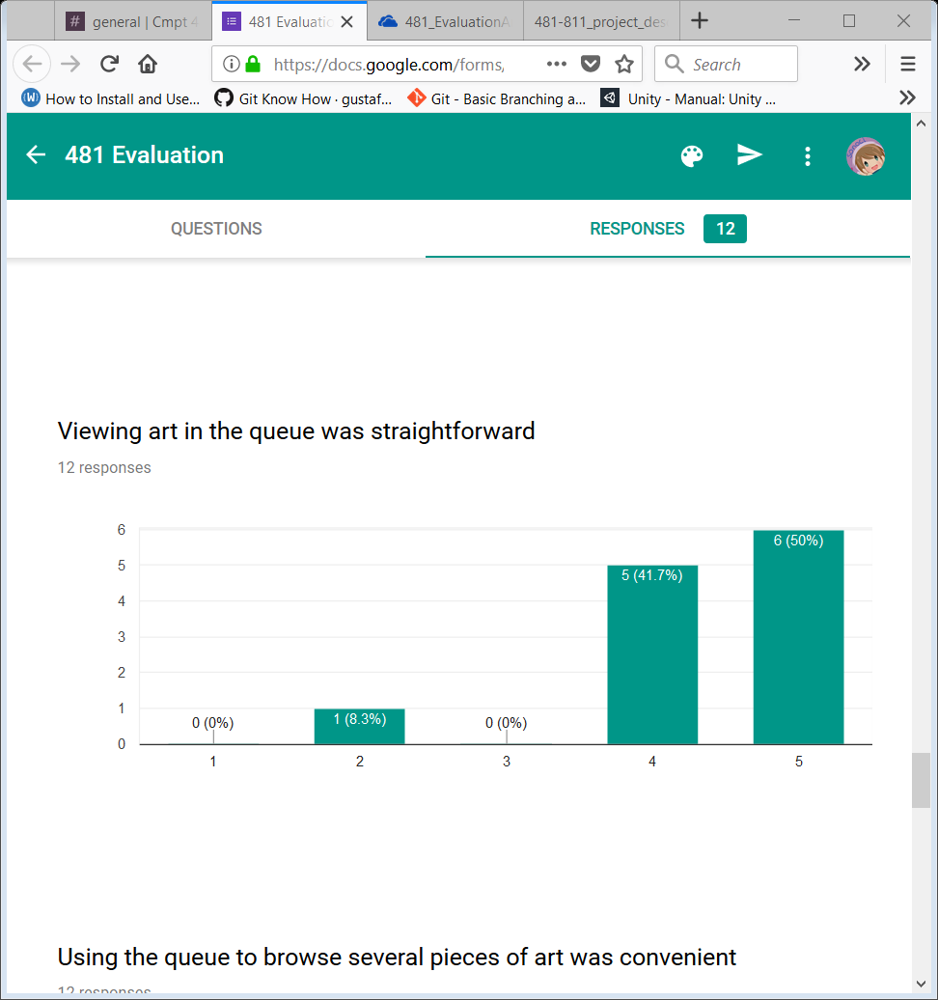 general | Cmpt 4
481 Evaluatio
481_EvaluationA
481-811_project_des
https://docs.google.com/forms,
Search
How to Install and Use...
Git Know How · gustaf...
Git - Basic Branching a...
Unity - Manual: Unity ...
481 Evaluation
QUESTIONS
RESPONSES 12
Viewing art in the queue was straightforward
12 responses
6
5
4
3
2
1
0
0 (0%)
1 (8.3%)
0 (0%)
5 (41.7%)
6 (50%)
1 2 3 4 5
Using the queue to browse several pieces of art was convenient
12 responses